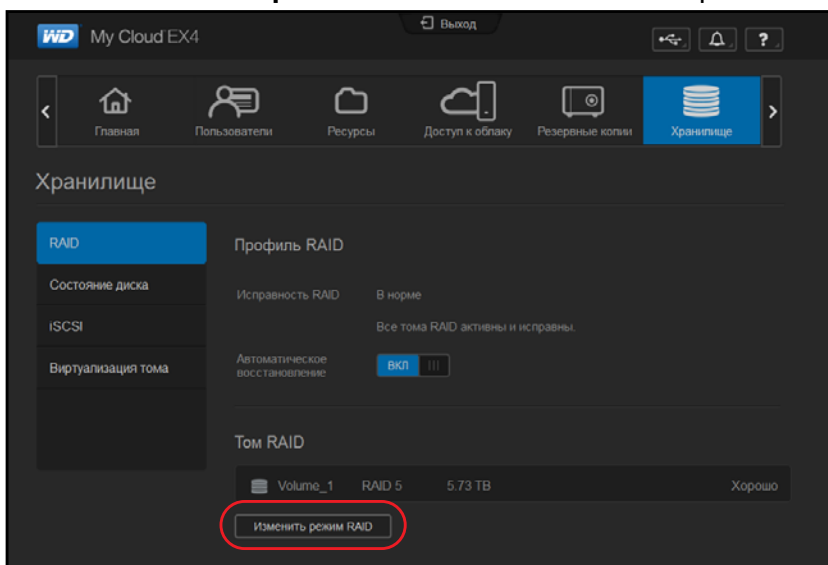 WD My Cloud EX4
Выход
?
Главная
Пользователи
Ресурсы
Доступ к облаку
Резервные копии
Хранилище
Хранилище
RAID
Состояние диска
iSCSI
Виртуализация тома
Профиль RAID
Исправность RAID В норме
Все тома RAID активны и исправны.
Автоматическое
восстановление
ВКЛ
Том RAID
Volume_1 RAID 5 5.73 TB Хорошо
Изменить режим RAID